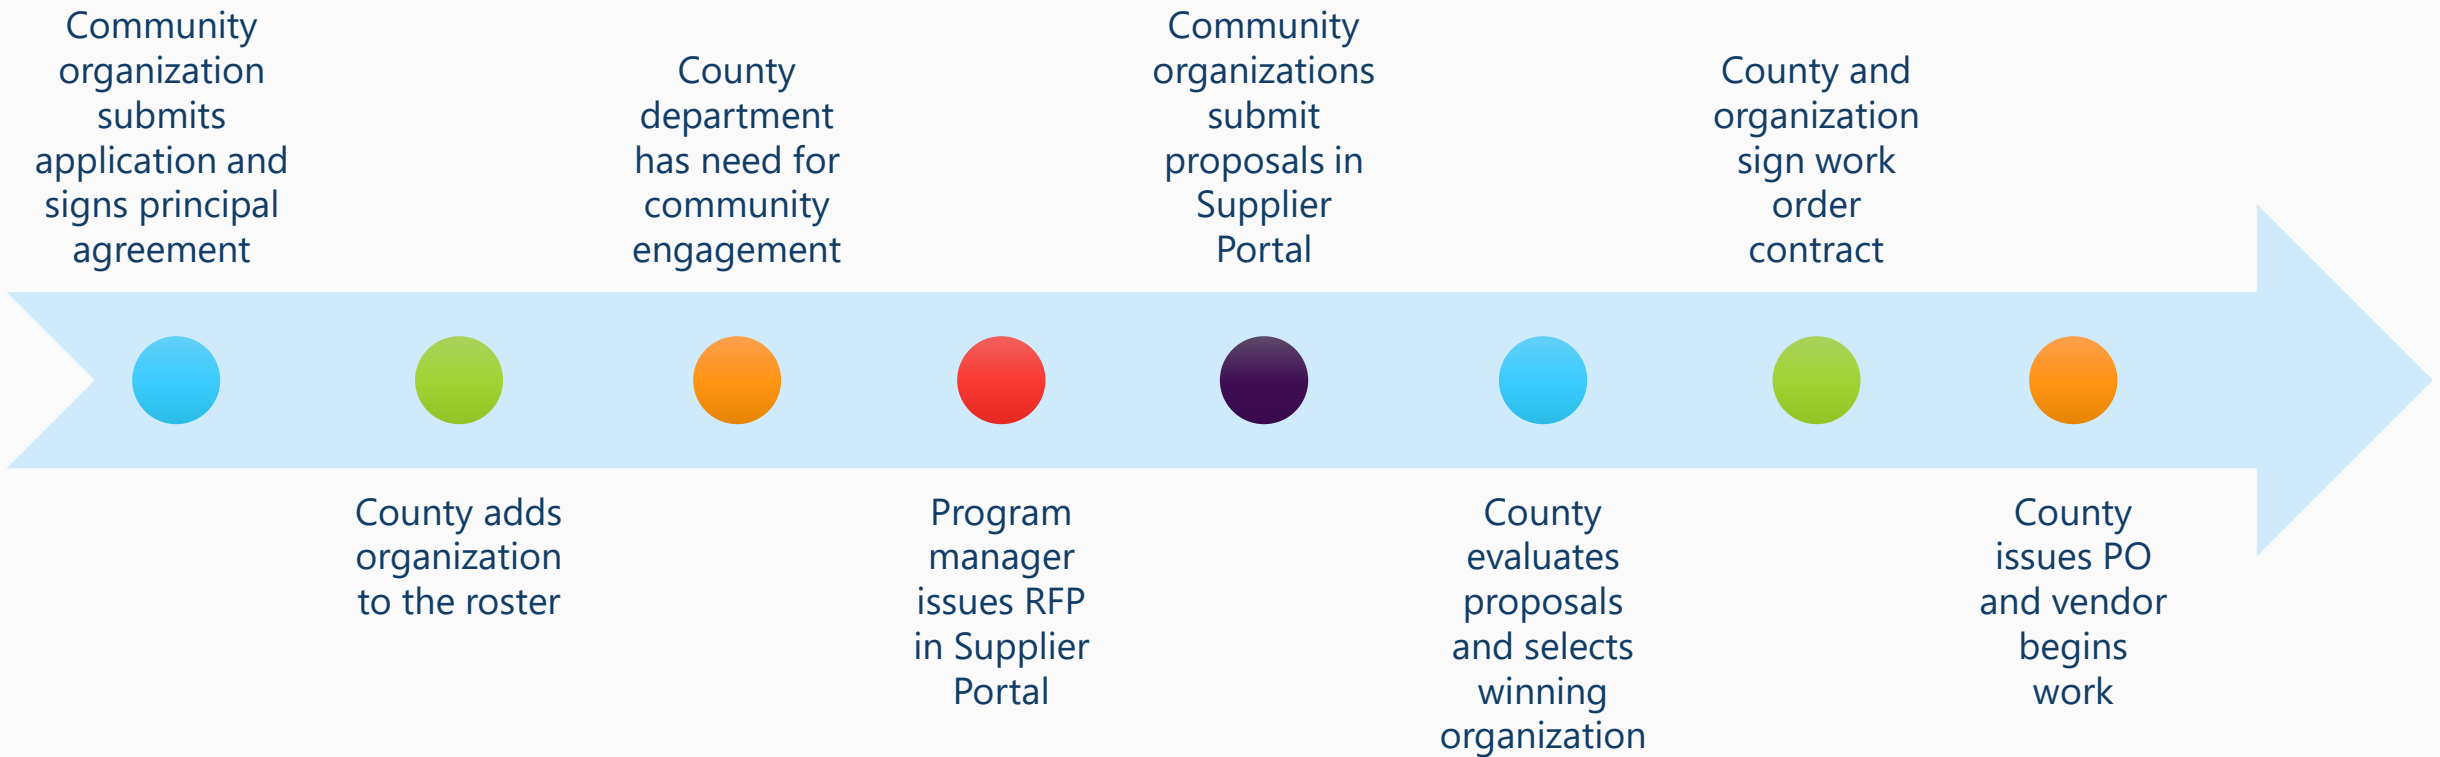 Community
organization
submits
application and
signs principal
agreement
County adds
organization
to the roster
County
department
has need for
community
engagement
Program
manager
issues RFP
in Supplier
Portal
Community
organizations
submit
proposals in
Supplier
Portal
County
evaluates
proposals
and selects
winning
organization
County and
organization
sign work
order
contract
County
issues PO
and vendor
begins
work